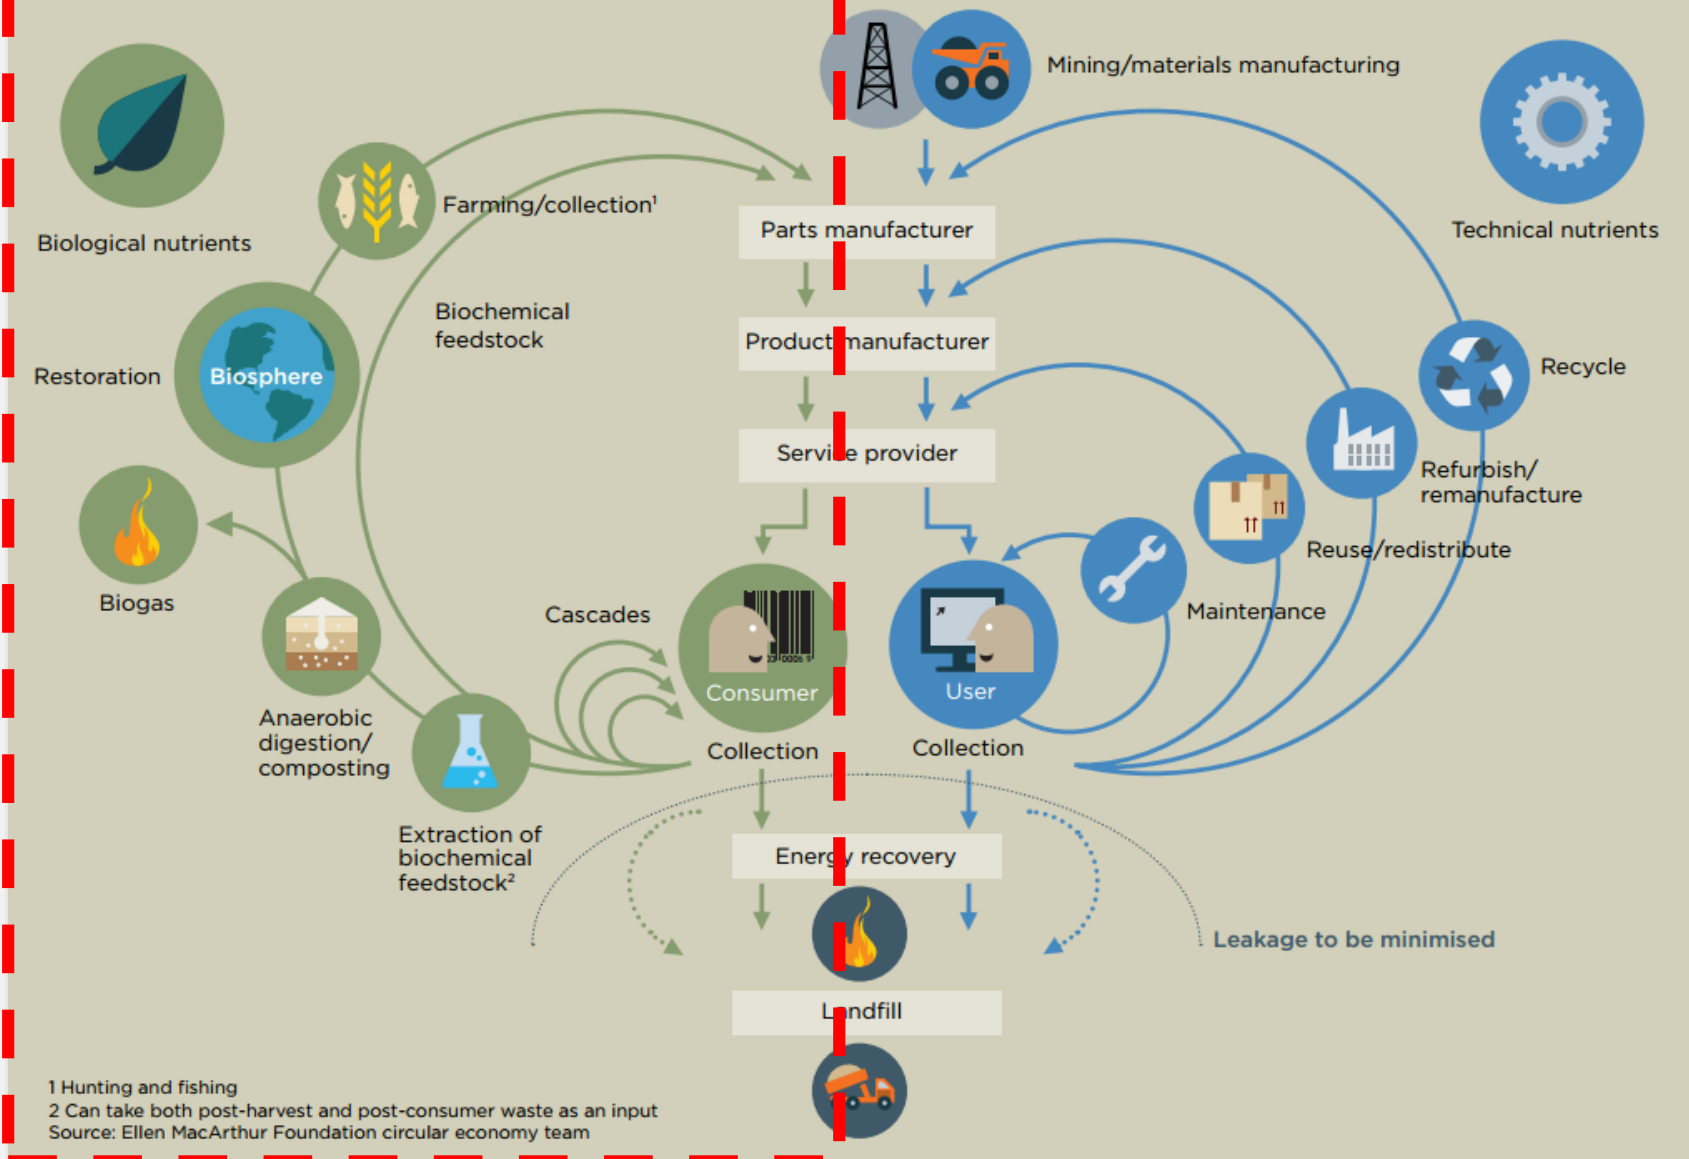 Mining/materials manufacturing
Biological nutrients
Farming/collection¹
Technical nutrients
Parts manufacturer
Biochemical
feedstock
Product manufacturer
Restoration
Biosphere
Recycle
Service provider
Refurbish/
remanufacture
Reuse/redistribute
Biogas
Cascades
Maintenance
Consumer
User
Anaerobic
digestion/
composting
Collection
Collection
Extraction of
biochemical
feedstock²
Energy recovery
Leakage to be minimised
Landfill
1 Hunting and fishing
2 Can take both post-harvest and post-consumer waste as an input
Source: Ellen MacArthur Foundation circular economy team